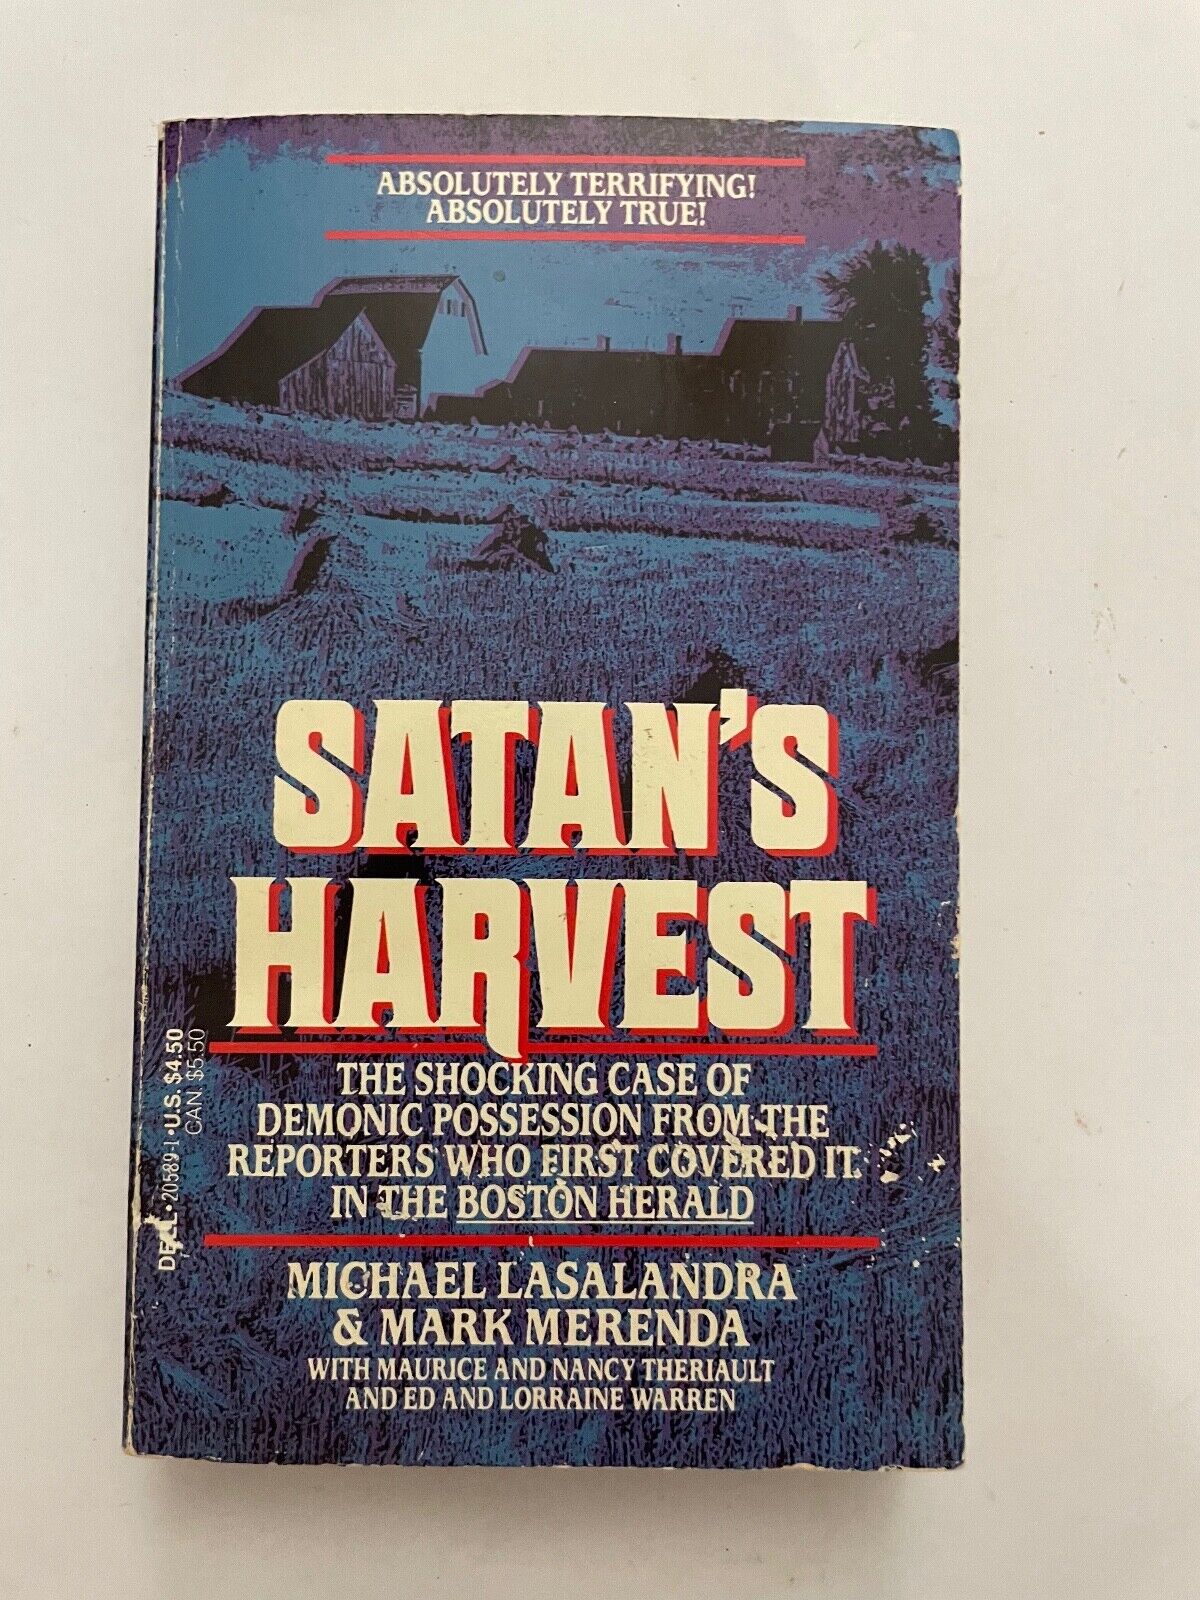 ABSOLUTELY TERRIFYING!
ABSOLUTELY TRUE!
SATAN'S
HARVEST
THE SHOCKING CASE OF
DEMONIC POSSESSION FROM THE
REPORTERS WHO FIRST COVERED IT
IN THE BOSTON HERALD
MICHAEL LASALANDRA
& MARK MERENDA
WITH MAURICE AND NANCY THERIAULT
AND ED AND LORRAINE WARREN
DELL • 20589-1 • U.S. $4.50
CAN. $5.50